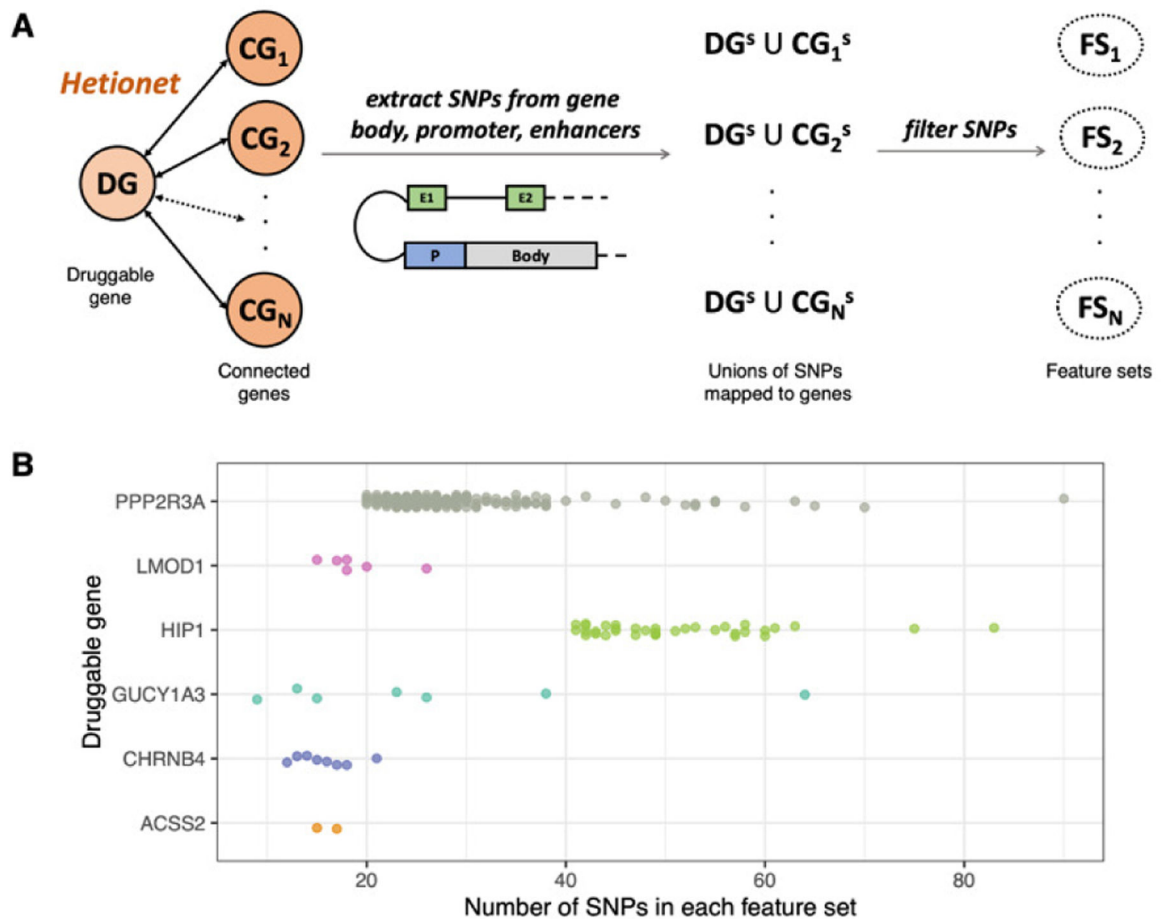 A
Hetionet
DG
Druggable
gene
CG1
CG2
CGN
Connected
genes
extract SNPs from gene
body, promoter, enhancers
E1
E2
P
Body
DGˢ U CG1ˢ
DGˢ U CG2ˢ
DGˢ U CGNˢ
Unions of SNPs
mapped to genes
filter SNPs
FS1
FS2
FSN
Feature sets
B
Druggable gene
PPP2R3A
LMOD1
HIP1
GUCY1A3
CHRNB4
ACSS2
20
40
60
80
Number of SNPs in each feature set